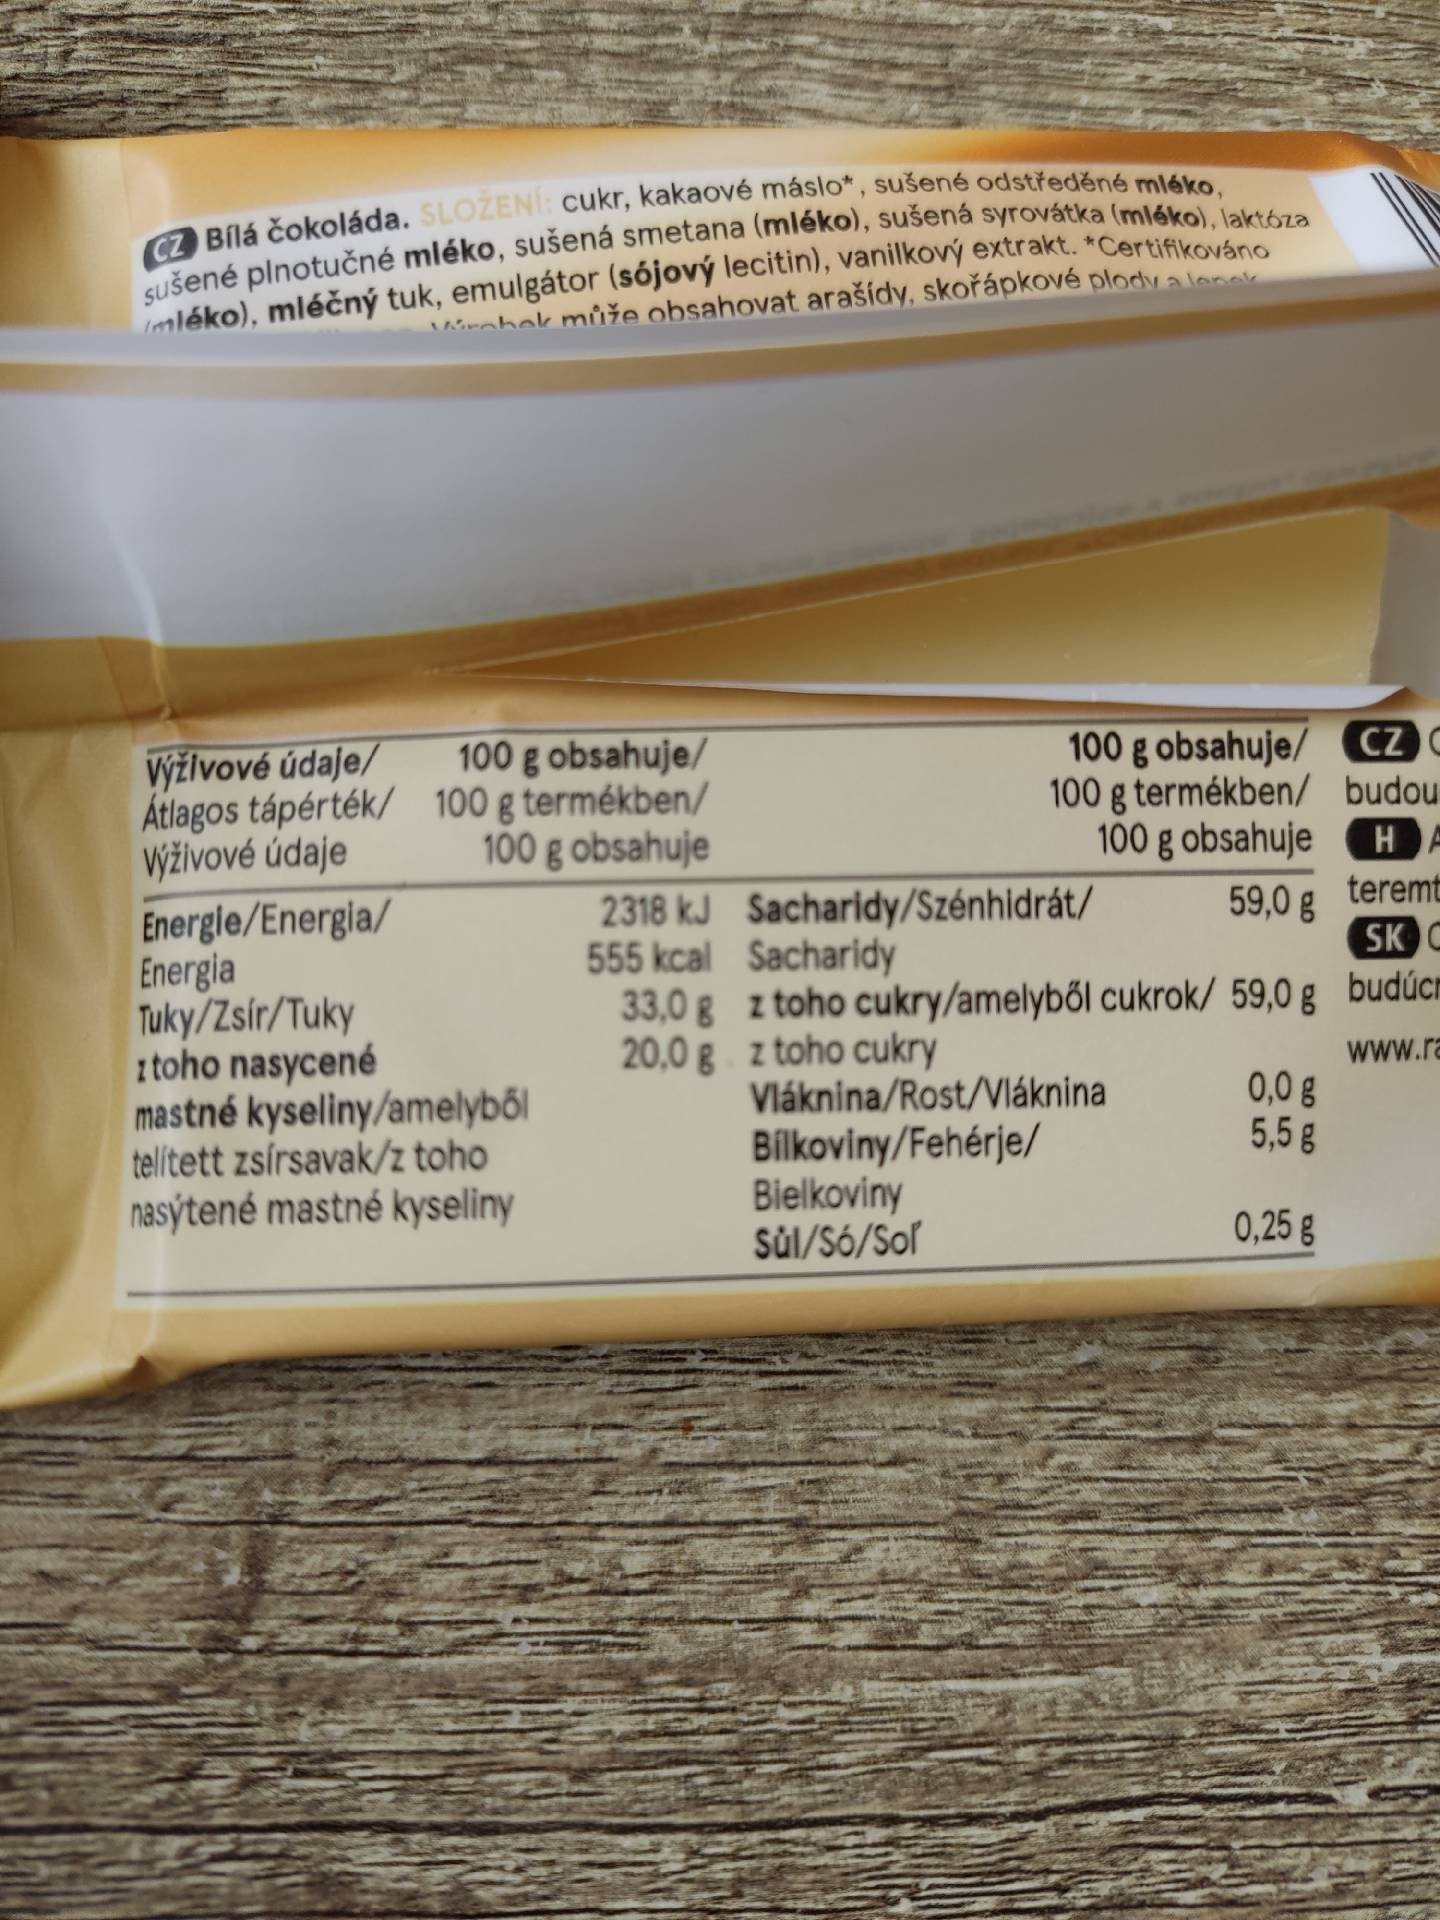 CZ Bílá čokoláda. SLOŽENÍ: cukr, kakaové máslo*, sušené odstředěné mléko,
sušené plnotučné mléko, sušená smetana (mléko), sušená syrovátka (mléko), laktóza
(mléko), mléčný tuk, emulgátor (sójový lecitin), vanilkový extrakt. *Certifikováno
Výrobek může obsahovat arašídy, skořápkové plody a
Výživové údaje/ 100 g obsahuje/ 100 g obsahuje/ CZ
Átlagos tápérték/ 100 g termékben/ 100 g termékben/ budou
Výživové údaje 100 g obsahuje 100 g obsahuje H
Energie/Energia/ 2318 kJ Sacharidy/Szénhidrát/ 59,0 g teremt
Energia 555 kcal Sacharidy SK
Tuky/Zsír/Tuky 33,0 g z toho cukry/amelyből cukrok/ 59,0 g budúcn
z toho nasycené 20,0 g z toho cukry www.ra
mastné kyseliny/amelyből Vláknina/Rost/Vláknina 0,0 g
telített zsírsavak/z toho Bílkoviny/Fehérje/ 5,5 g
nasýtené mastné kyseliny Bielkoviny
Sůl/Só/Soľ 0,25 g